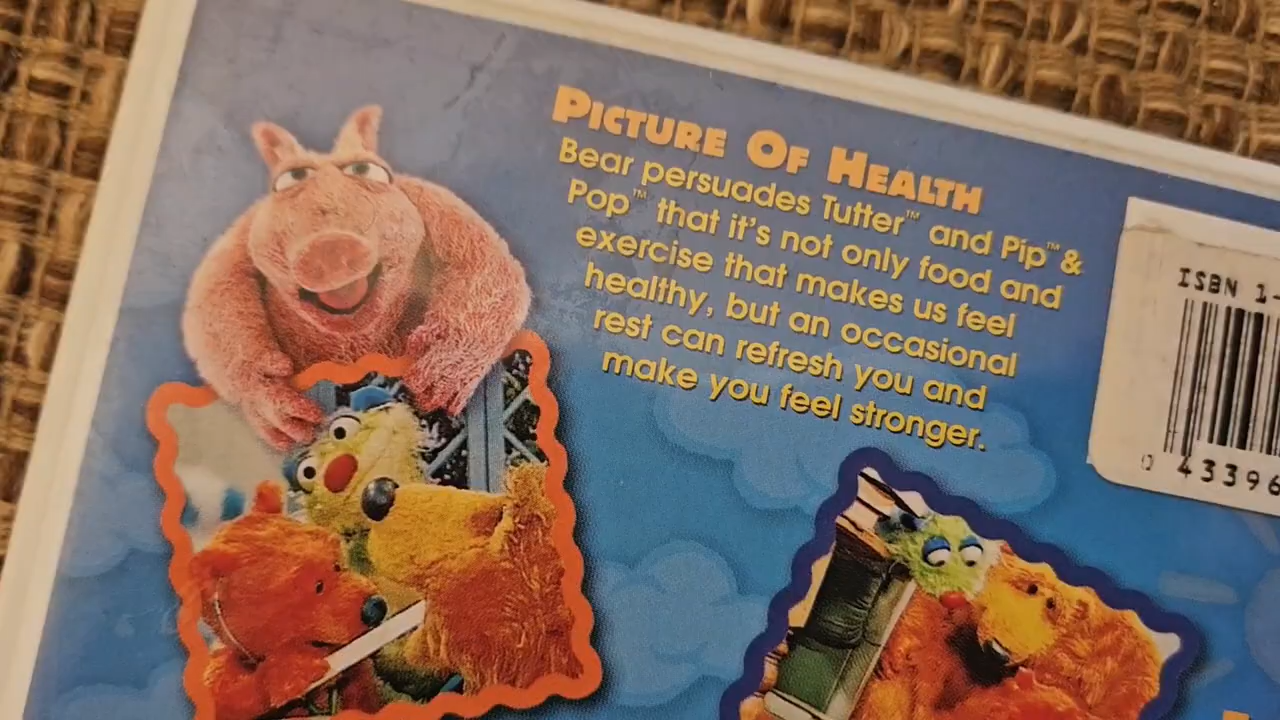 PICTURE OF HEALTH
Bear persuades Tutter™ and Pip™ &
Pop™ that it's not only food and
exercise that makes us feel
healthy, but an occasional
rest can refresh you and
make you feel stronger.
ISBN 1-
0 43396